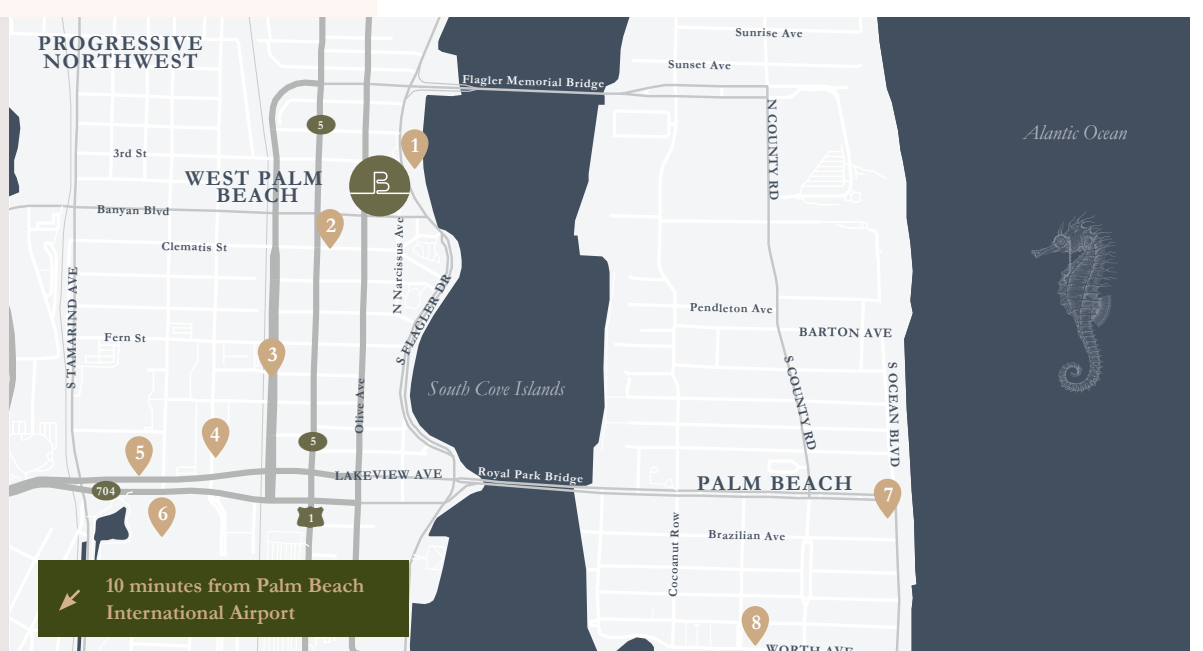 Sunrise Ave
PROGRESSIVE
NORTHWEST
Sunset Ave
Flagler Memorial Bridge
N COUNTY RD
5
Alantic Ocean
1
3rd St
WEST PALM
BEACH
B
Banyan Blvd
2
N Narcissus Ave
Clematis St
S TAMARIND AVE
S FLAGLER DR
Pendleton Ave
BARTON AVE
Fern St
3
S COUNTY RD
S OCEAN BLVD
South Cove Islands
Olive Ave
4
5
5
LAKEVIEW AVE
Royal Park Bridge
PALM BEACH
704
7
6
1
Cocoanut Row
Brazilian Ave
10 minutes from Palm Beach
International Airport
8
WORTH AVE